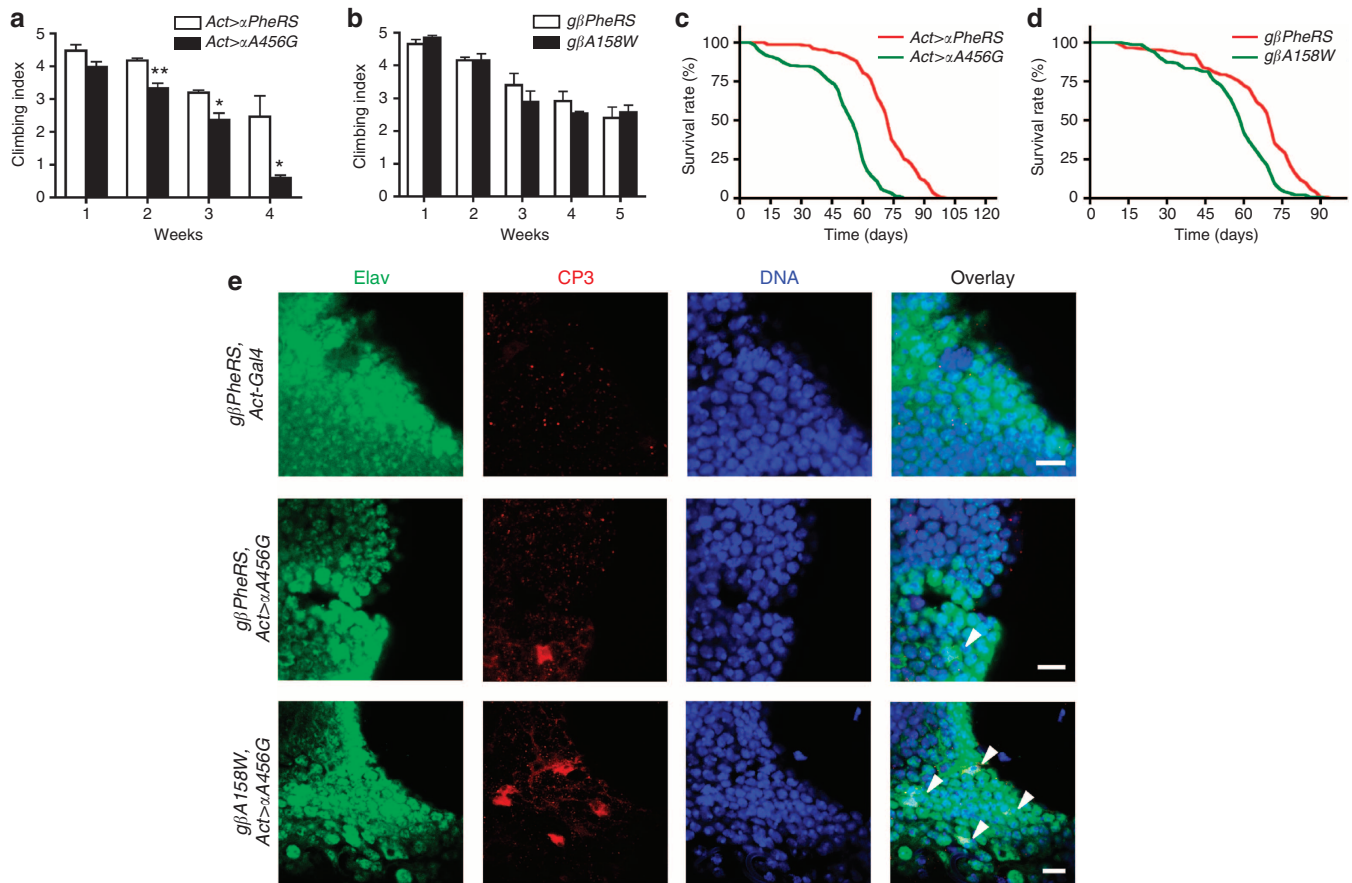 a
Act>αPheRS
Act>αA456G
Climbing index
5
4
3
2
1
0
**
*
*
1 2 3 4
Weeks
b
gβPheRS
gβA158W
Climbing index
5
4
3
2
1
0
1 2 3 4 5
Weeks
c
Act>αPheRS
Act>αA456G
Survival rate (%)
100
75
50
25
0
0 15 30 45 60 75 90 105 120
Time (days)
d
gβPheRS
gβA158W
Survival rate (%)
100
75
50
25
0
0 15 30 45 60 75 90
Time (days)
e
Elav CP3 DNA Overlay
gβPheRS,
Act-Gal4
gβPheRS,
Act>αA456G
gβA158W,
Act>αA456G